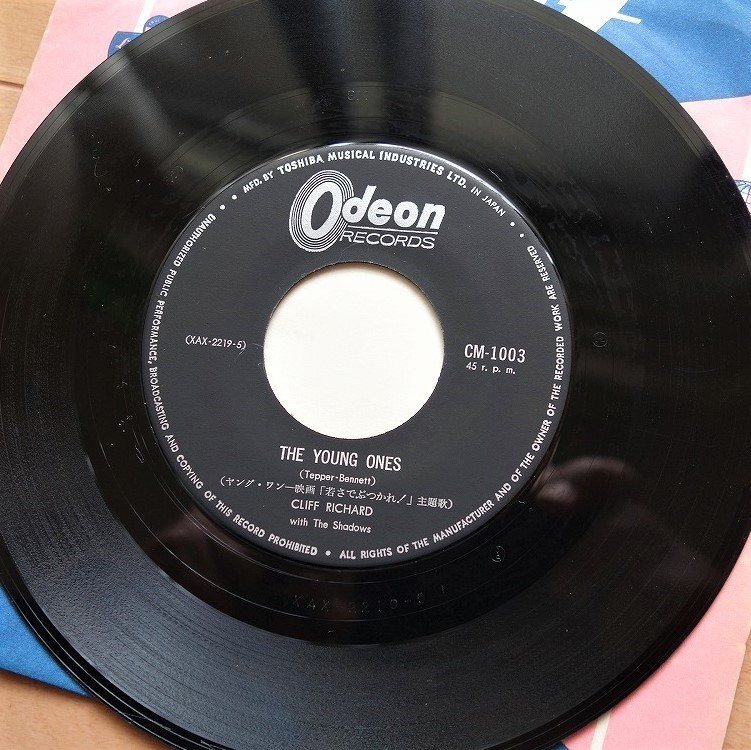 MFD. BY TOSHIBA MUSICAL INDUSTRIES LTD. IN JAPAN
Odeon
RECORDS
(XAX-2219-5)
CM-1003
45 r. p. m.
THE YOUNG ONES
(Tepper-Bennett)
(ヤング・ワン―映画「若さでぶつかれ!」主題歌)
CLIFF RICHARD
with The Shadows
UNAUTHORIZED PUBLIC PERFORMANCE, BROADCASTING AND COPYING OF THIS RECORD PROHIBITED • ALL RIGHTS OF THE MANUFACTURER AND OF THE OWNER OF THE RECORDED WORK ARE RESERVED